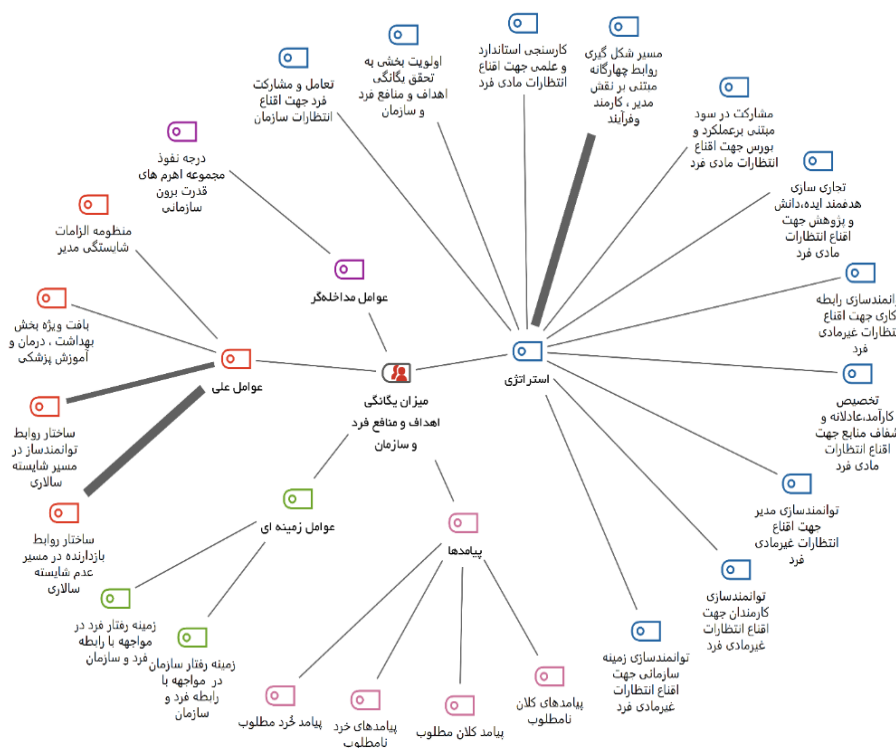 مسیر شکل گیری
روابط چهارگانه
مبتنی بر نقش
مدیر ، کارمند
وفرآیند
کارسنجی استاندارد
و علمی جهت اقناع
انتظارات مادی فرد
اولویت بخشی به
تحقق یگانگی
اهداف و منافع فرد
و سازمان
تعامل و مشارکت
فرد جهت اقناع
انتظارات سازمان
مشارکت در سود
مبتنی برعملکرد و
بورس جهت اقناع
انتظارات مادی فرد
درجه نفوذ
مجموعه اهرم های
قدرت برون
سازمانی
تجاری سازی
هدفمند ایده،دانش
و پژوهش جهت
اقناع انتظارات
مادی فرد
منظومه الزامات
شایستگی مدیر
عوامل مداخله‌گر
توانمندسازی رابطه
کاری جهت اقناع
انتظارات غیرمادی
فرد
بافت ویژه بخش
بهداشت ، درمان و
آموزش پزشکی
عوامل علی
استراتژی
میزان یگانگی
اهداف و منافع فرد
و سازمان
تخصیص
کارآمد،عادلانه و
شفاف منابع جهت
اقناع انتظارات
مادی فرد
ساختار روابط
توانمندساز در
مسیر شایسته
سالاری
توانمندسازی مدیر
جهت اقناع
انتظارات غیرمادی
فرد
عوامل زمینه ای
ساختار روابط
بازدارنده در مسیر
عدم شایسته
سالاری
پیامدها
توانمندسازی
کارمندان جهت
اقناع انتظارات
غیرمادی فرد
زمینه رفتار فرد در
مواجهه با رابطه
فرد و سازمان
توانمندسازی زمینه
سازمانی جهت
اقناع انتظارات
غیرمادی فرد
زمینه رفتار سازمان
در مواجهه با
رابطه فرد و
سازمان
پیامدهای کلان
نامطلوب
پیامد کلان مطلوب
پیامدهای خرد
نامطلوب
پیامد خُرد مطلوب